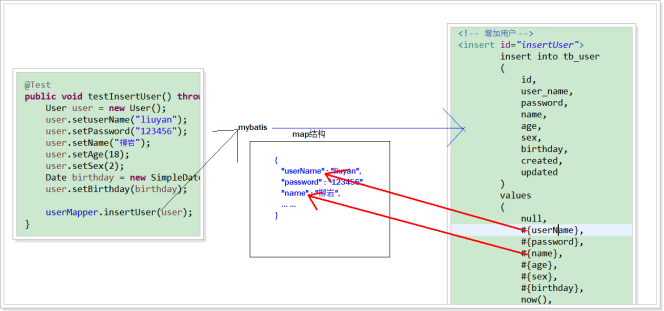 @Test
public void testInsertUser() throw
User user = new User();
user.setuserName("liuyan");
user.setPassword("123456");
user.setName("柳岩");
user.setAge(18);
user.setSex(2);
Date birthday = new SimpleDate
user.setBirthday(birthday);
userMapper.insertUser(user);
}
mybatis
map结构
{
"userName" : "liuyan",
"password" : "123456"
"name" : "柳岩",
... ...
}
<!-- 增加用户 -->
<insert id="insertUser">
insert into tb_user
(
id,
user_name,
password,
name,
age,
sex,
birthday,
created,
updated
)
values
(
null,
#{userName},
#{password},
#{name},
#{age},
#{sex},
#{birthday},
now(),